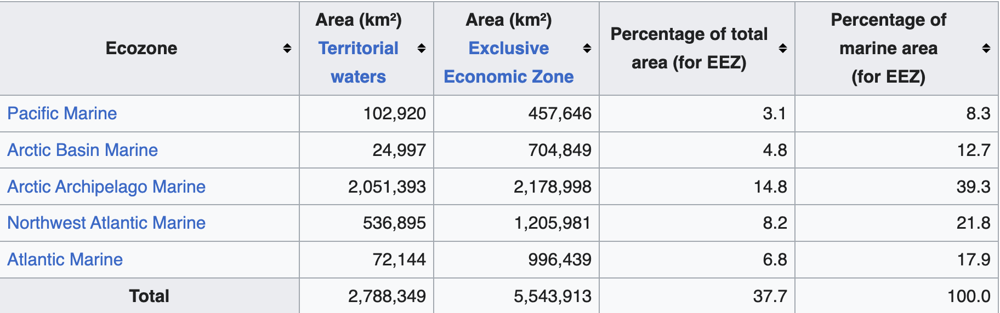 Ecozone
Area (km²)
Territorial
waters
Area (km²)
Exclusive
Economic Zone
Percentage of total
area (for EEZ)
Percentage of
marine area
(for EEZ)
Pacific Marine 102,920 457,646 3.1 8.3
Arctic Basin Marine 24,997 704,849 4.8 12.7
Arctic Archipelago Marine 2,051,393 2,178,998 14.8 39.3
Northwest Atlantic Marine 536,895 1,205,981 8.2 21.8
Atlantic Marine 72,144 996,439 6.8 17.9
Total 2,788,349 5,543,913 37.7 100.0